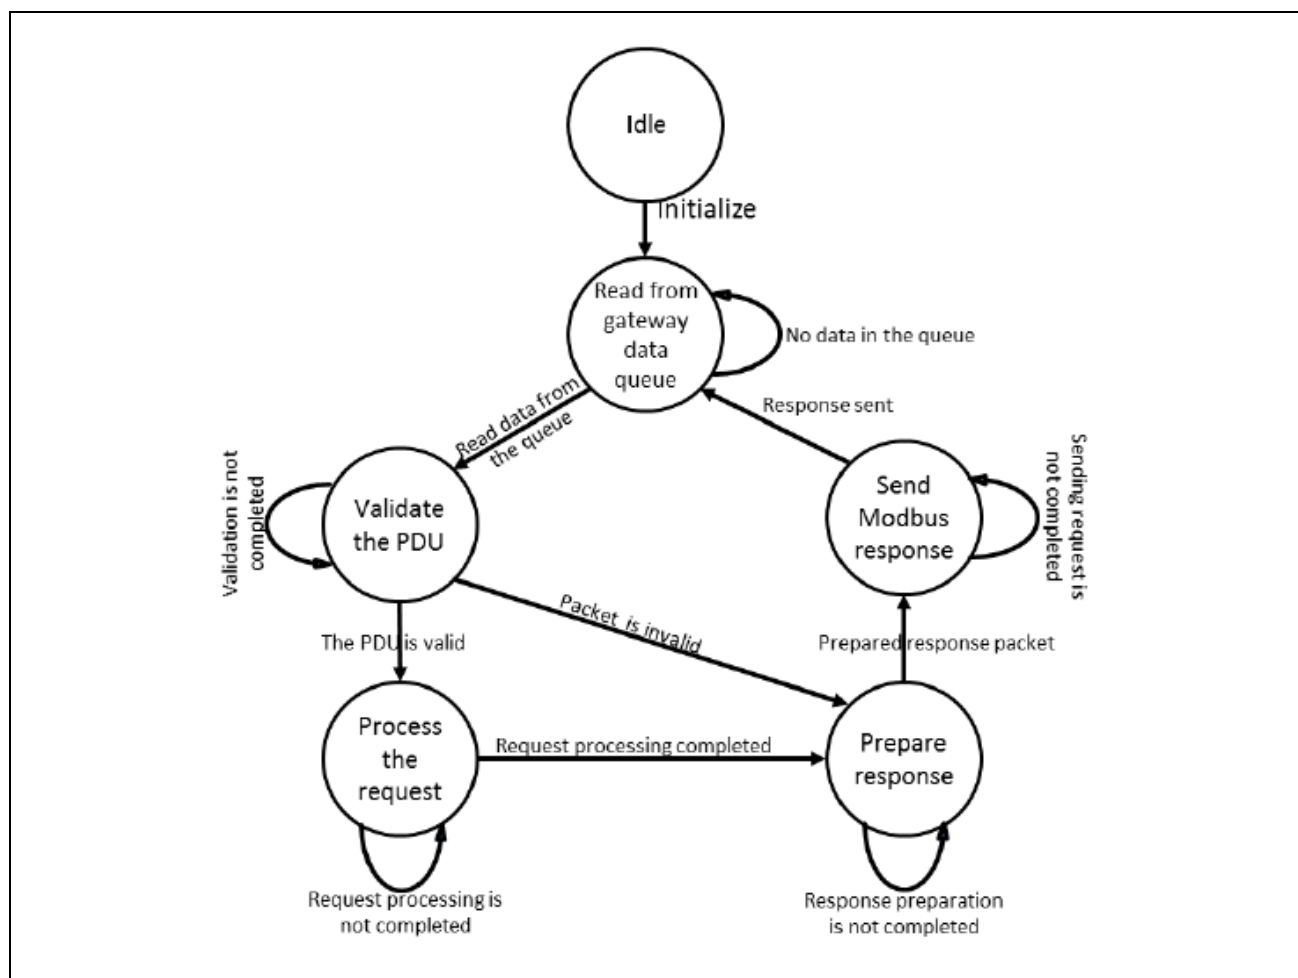 Idle
Initialize
Read from
gateway
data
queue
No data in the queue
Read data from
the queue
Response sent
Validation is not
completed
Validate
the PDU
Send
Modbus
response
Sending request is
not completed
The PDU is valid
Packet is invalid
Prepared response packet
Process
the
request
Request processing completed
Prepare
response
Request processing is
not completed
Response preparation
is not completed